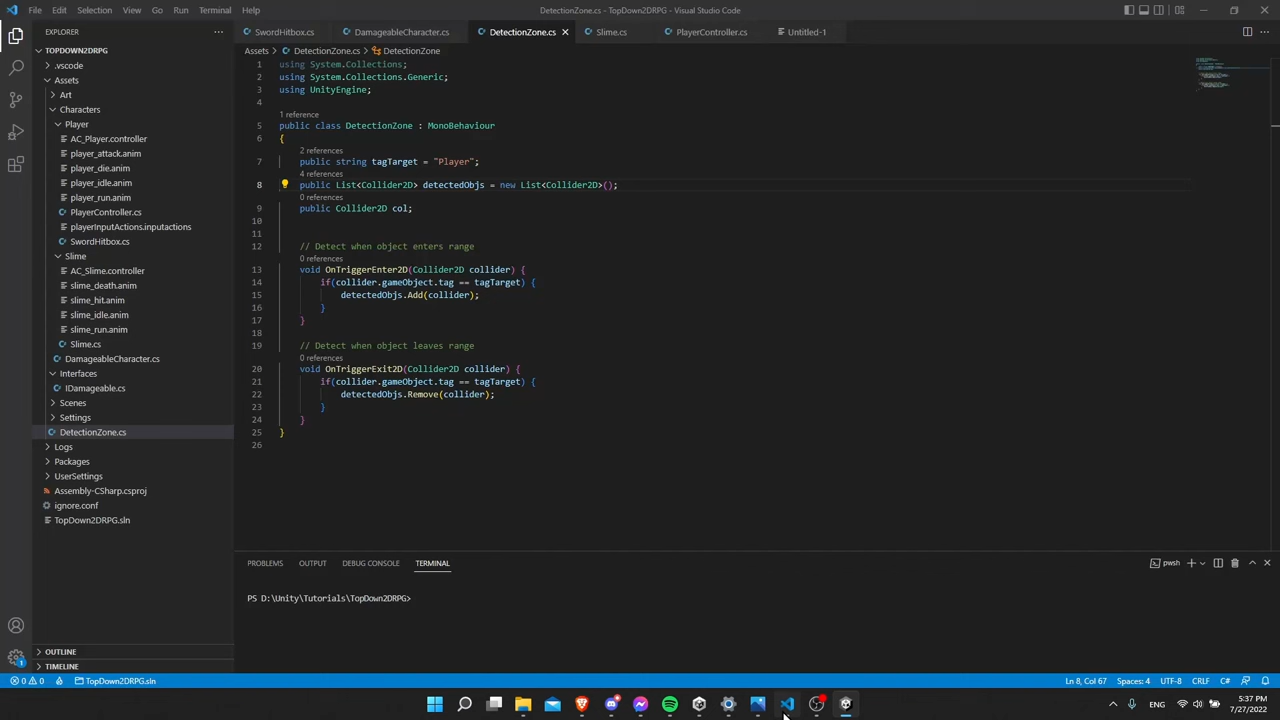 File Edit Selection View Go Run Terminal Help
DetectionZone.cs - TopDown2DRPG - Visual Studio Code
EXPLORER
TOPDOWN2DRPG
.vscode
Assets
Art
Characters
Player
AC_Player.controller
player_attack.anim
player_die.anim
player_idle.anim
player_run.anim
PlayerController.cs
playerInputActions.inputactions
SwordHitbox.cs
Slime
AC_Slime.controller
slime_death.anim
slime_hit.anim
slime_idle.anim
slime_run.anim
Slime.cs
DamageableCharacter.cs
Interfaces
IDamageable.cs
Scenes
Settings
DetectionZone.cs
Logs
Packages
UserSettings
Assembly-CSharp.csproj
ignore.conf
TopDown2DRPG.sln
OUTLINE
TIMELINE
SwordHitbox.cs DamageableCharacter.cs DetectionZone.cs Slime.cs PlayerController.cs Untitled-1
Assets > DetectionZone.cs > DetectionZone
1 using System.Collections;
2 using System.Collections.Generic;
3 using UnityEngine;
4
1 reference
5 public class DetectionZone : MonoBehaviour
6 {
2 references
7 public string tagTarget = "Player";
4 references
8 public List<Collider2D> detectedObjs = new List<Collider2D>();
0 references
9 public Collider2D col;
10
11
12 // Detect when object enters range
0 references
13 void OnTriggerEnter2D(Collider2D collider) {
14 if(collider.gameObject.tag == tagTarget) {
15 detectedObjs.Add(collider);
16 }
17 }
18
19 // Detect when object leaves range
0 references
20 void OnTriggerExit2D(Collider2D collider) {
21 if(collider.gameObject.tag == tagTarget) {
22 detectedObjs.Remove(collider);
23 }
24 }
25 }
26
PROBLEMS OUTPUT DEBUG CONSOLE TERMINAL
pwsh
PS D:\Unity\Tutorials\TopDown2DRPG>
1
0 0 TopDown2DRPG.sln
Ln 8, Col 67 Spaces: 4 UTF-8 CRLF C#
ENG
5:37 PM
7/27/2022